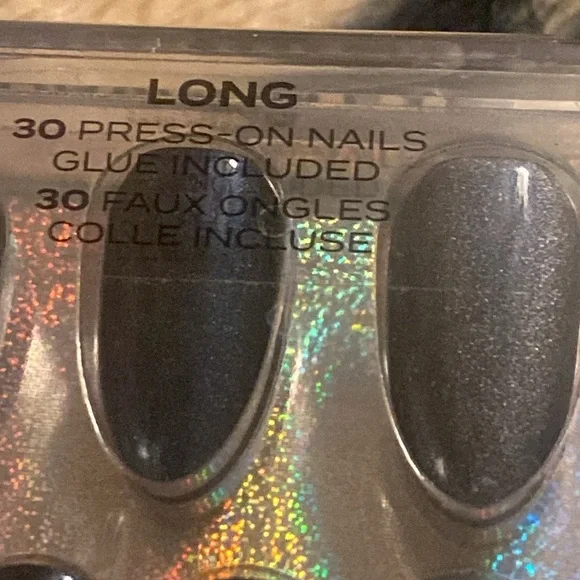 LONG
30 PRESS-ON NAILS
GLUE INCLUDED
30 FAUX ONGLES
COLLE INCLUSE